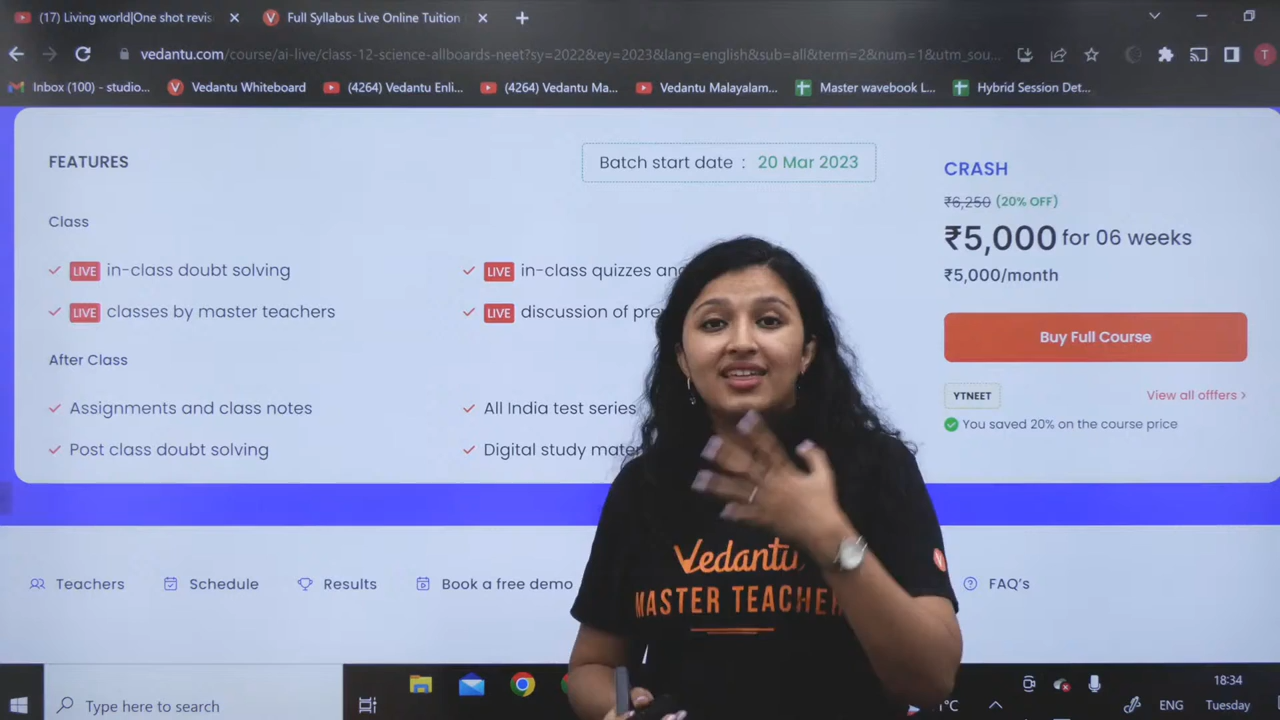 (17) Living world|One shot revis
Full Syllabus Live Online Tuition
vedantu.com/course/ai-live/class-12-science-allboards-neet?sy=2022&rey=2023&lang=english&sub=all&term=2&num=1&utm_sou...
Inbox (100) - studio...
Vedantu Whiteboard
(4264) Vedantu Enli...
(4264) Vedantu Ma...
Vedantu Malayalam...
Master wavebook L...
Hybrid Session Det...
FEATURES
Batch start date : 20 Mar 2023
Class
LIVE in-class doubt solving
LIVE in-class quizzes and
LIVE classes by master teachers
LIVE discussion of pre
After Class
Assignments and class notes
All India test series
Post class doubt solving
Digital study mater
CRASH
₹6,250 (20% OFF)
₹5,000 for 06 weeks
₹5,000/month
Buy Full Course
YTNEET
View all offfers >
You saved 20% on the course price
Teachers
Schedule
Results
Book a free demo
FAQ's
Vedantu
MASTER TEACHER
Type here to search
°C
ENG
18:34
Tuesday